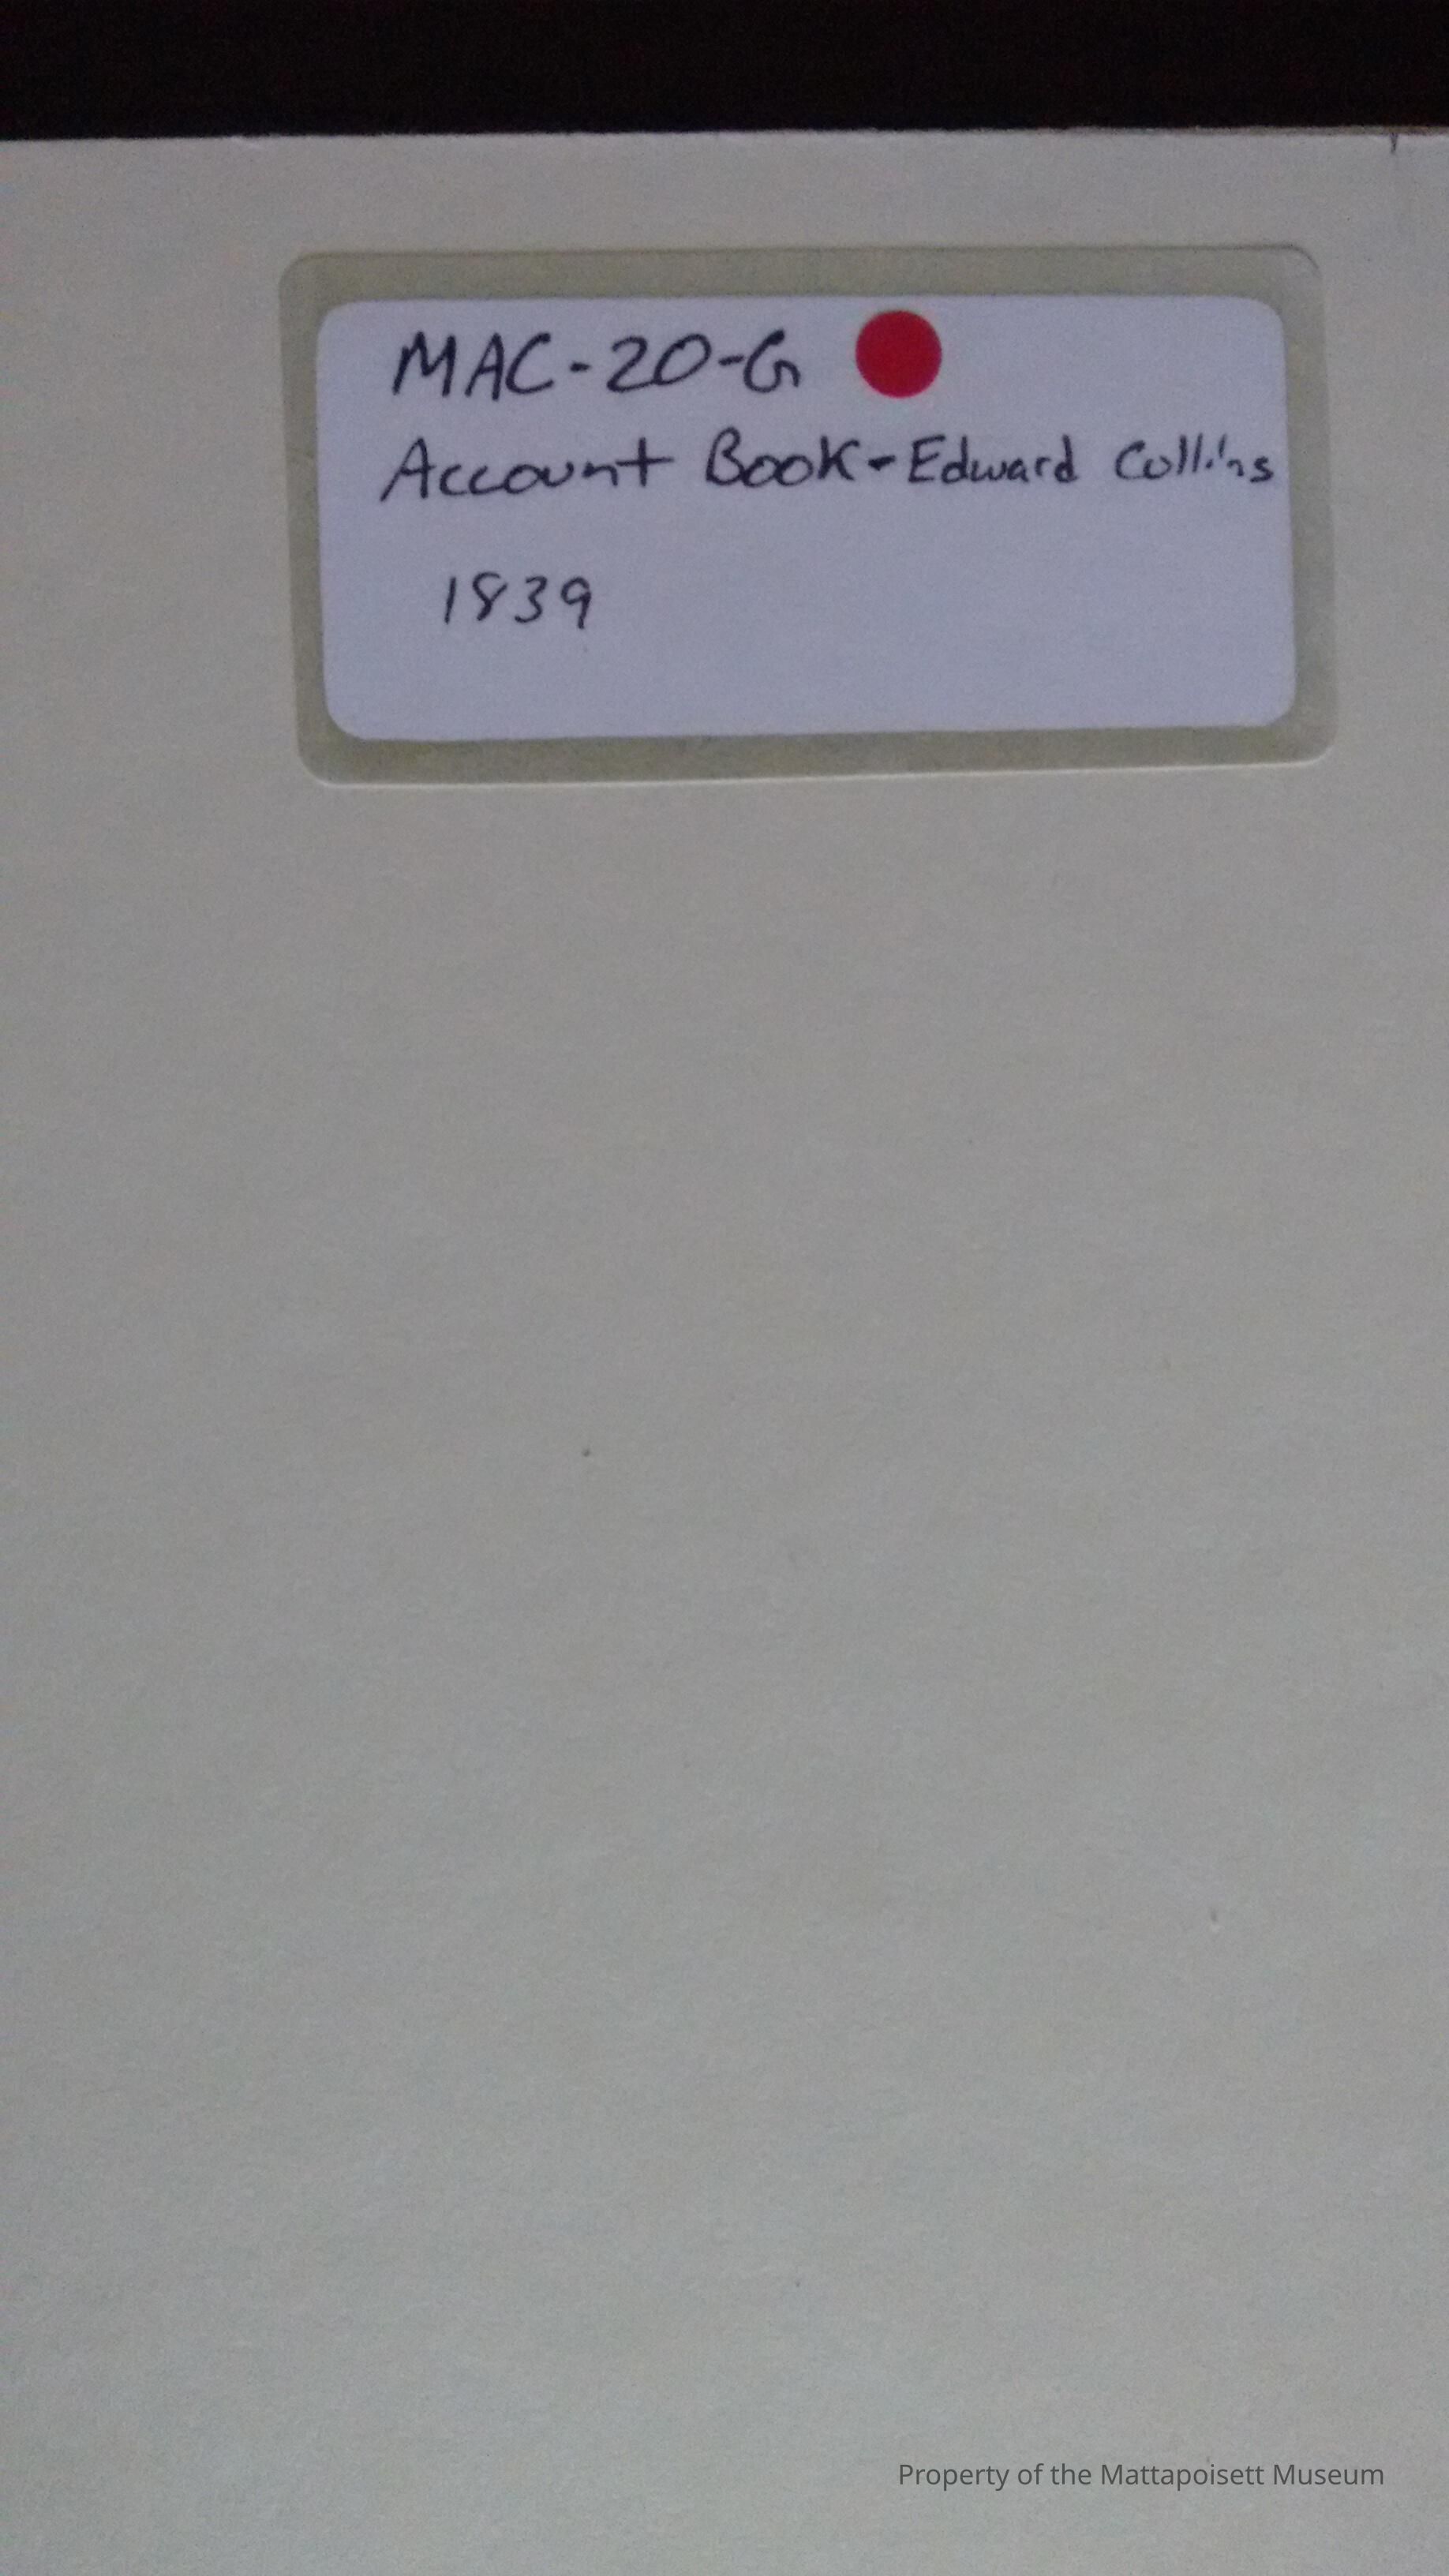 MAC-20-G
Account Book - Edward Collins
1839
Property of the Mattapoisett Museum